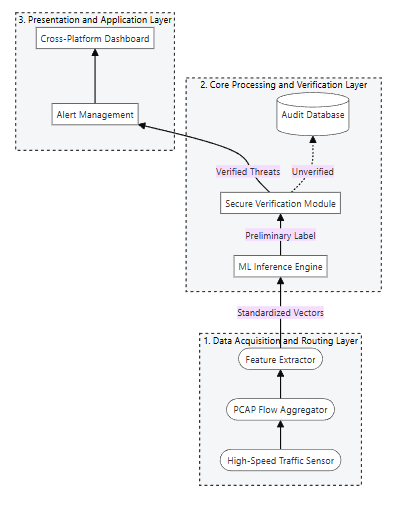 3. Presentation and Application Layer
Cross-Platform Dashboard
Alert Management
2. Core Processing and Verification Layer
Audit Database
Verified Threats
Unverified
Secure Verification Module
Preliminary Label
ML Inference Engine
Standardized Vectors
1. Data Acquisition and Routing Layer
Feature Extractor
PCAP Flow Aggregator
High-Speed Traffic Sensor